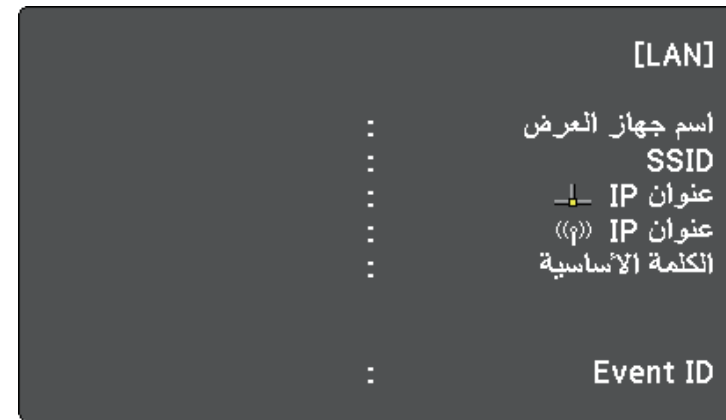 [LAN]
اسم جهاز العرض :
SSID :
عنوان IP :
عنوان IP :
الكلمة الأساسية :
Event ID :